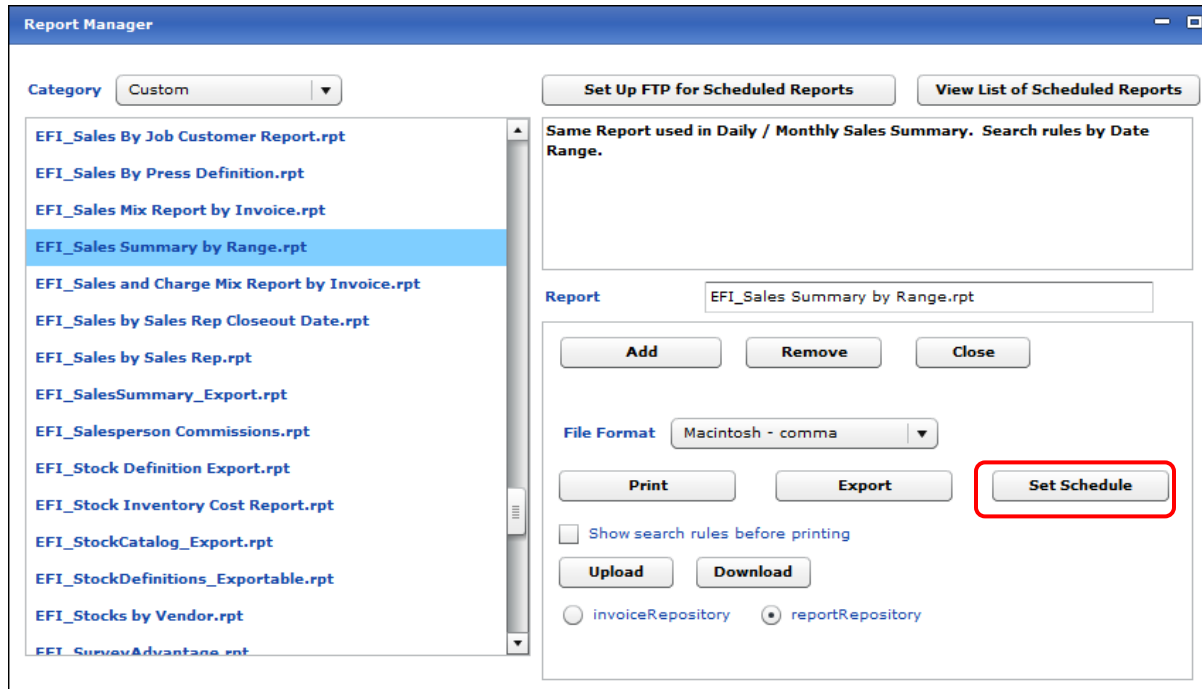 Report Manager
Category
Custom
Set Up FTP for Scheduled Reports
View List of Scheduled Reports
EFI_Sales By Job Customer Report.rpt
EFI_Sales By Press Definition.rpt
EFI_Sales Mix Report by Invoice.rpt
EFI_Sales Summary by Range.rpt
EFI_Sales and Charge Mix Report by Invoice.rpt
EFI_Sales by Sales Rep Closeout Date.rpt
EFI_Sales by Sales Rep.rpt
EFI_SalesSummary_Export.rpt
EFI_Salesperson Commissions.rpt
EFI_Stock Definition Export.rpt
EFI_Stock Inventory Cost Report.rpt
EFI_StockCatalog_Export.rpt
EFI_StockDefinitions_Exportable.rpt
EFI_Stocks by Vendor.rpt
EFI_SurveyAdvantage.rpt
Same Report used in Daily / Monthly Sales Summary.  Search rules by Date
Range.
Report
EFI_Sales Summary by Range.rpt
Add
Remove
Close
File Format
Macintosh - comma
Print
Export
Set Schedule
Show search rules before printing
Upload
Download
invoiceRepository
reportRepository